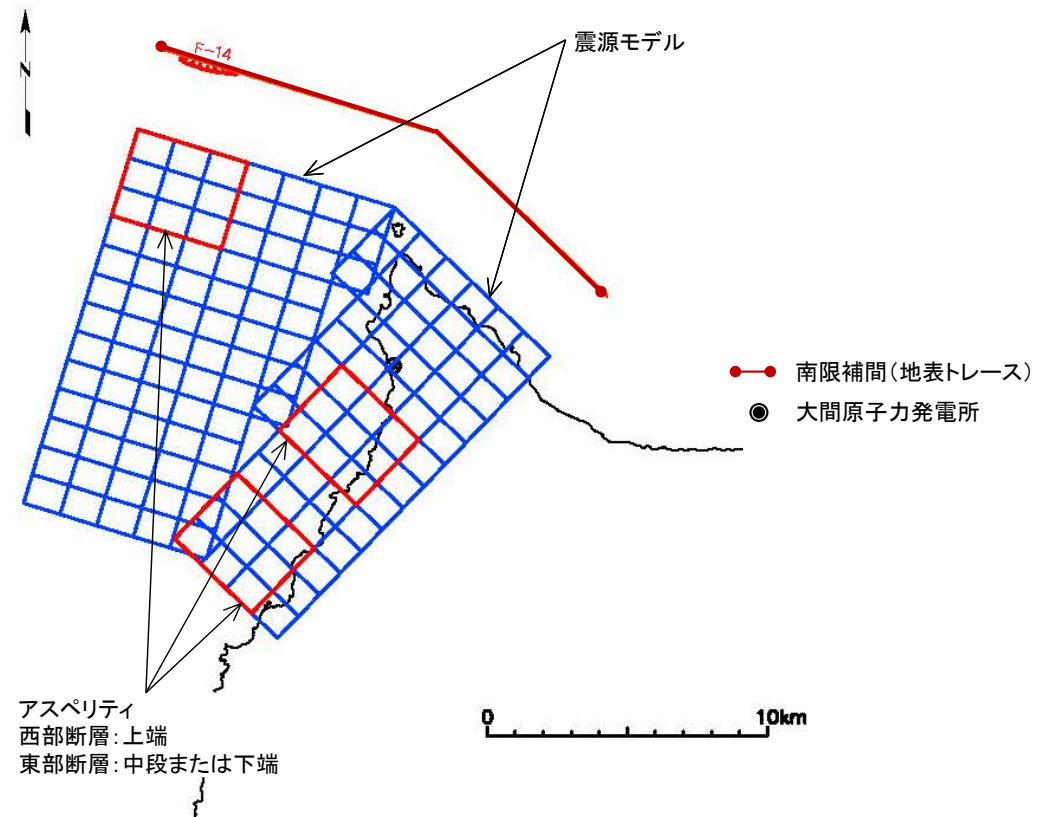 F-14
N
震源モデル
南限補間(地表トレース)
大間原子力発電所
アスペリティ
西部断層:上端
東部断層:中段または下端
0 10km